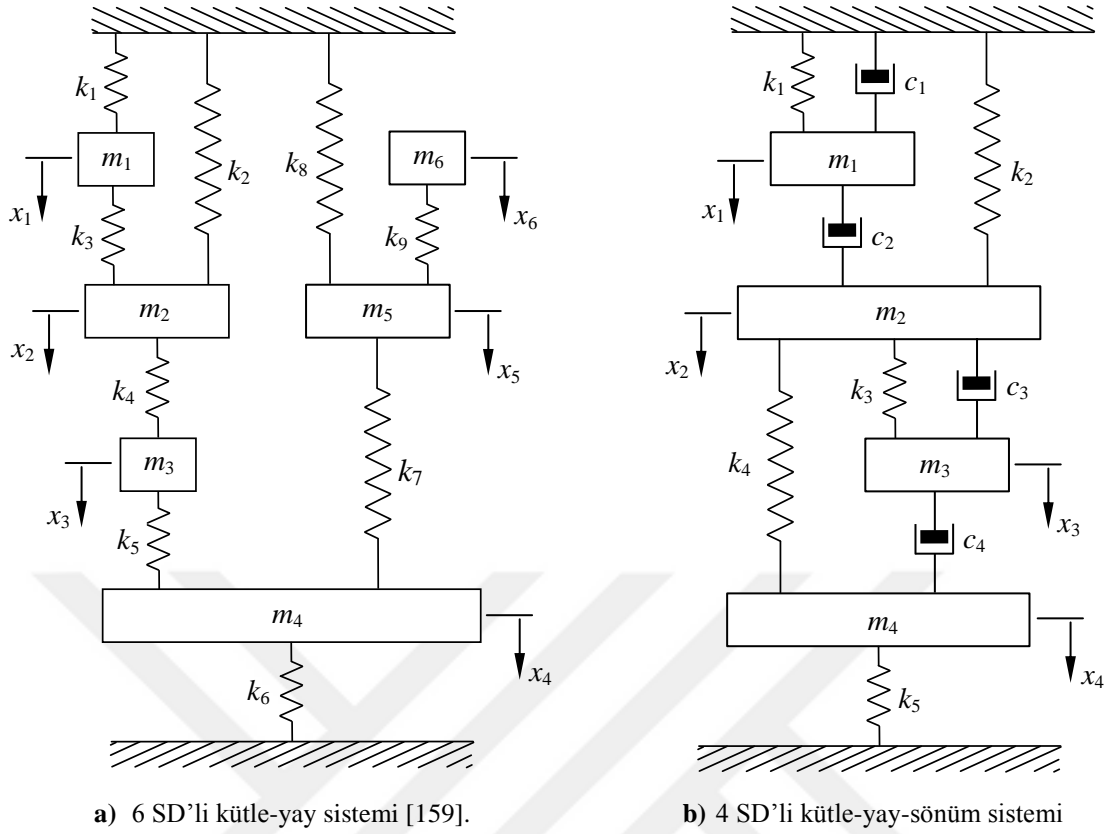 k1
m1
x1
k3
k2
k8
m6
x6
k9
m2
m5
x2
x5
k4
m3
x3
k5
k7
m4
x4
k6
a) 6 SD’li kütle-yay sistemi [159].
k1
c1
m1
x1
k2
c2
m2
x2
k3
c3
k4
m3
x3
c4
m4
x4
k5
b) 4 SD’li kütle-yay-sönüm sistemi